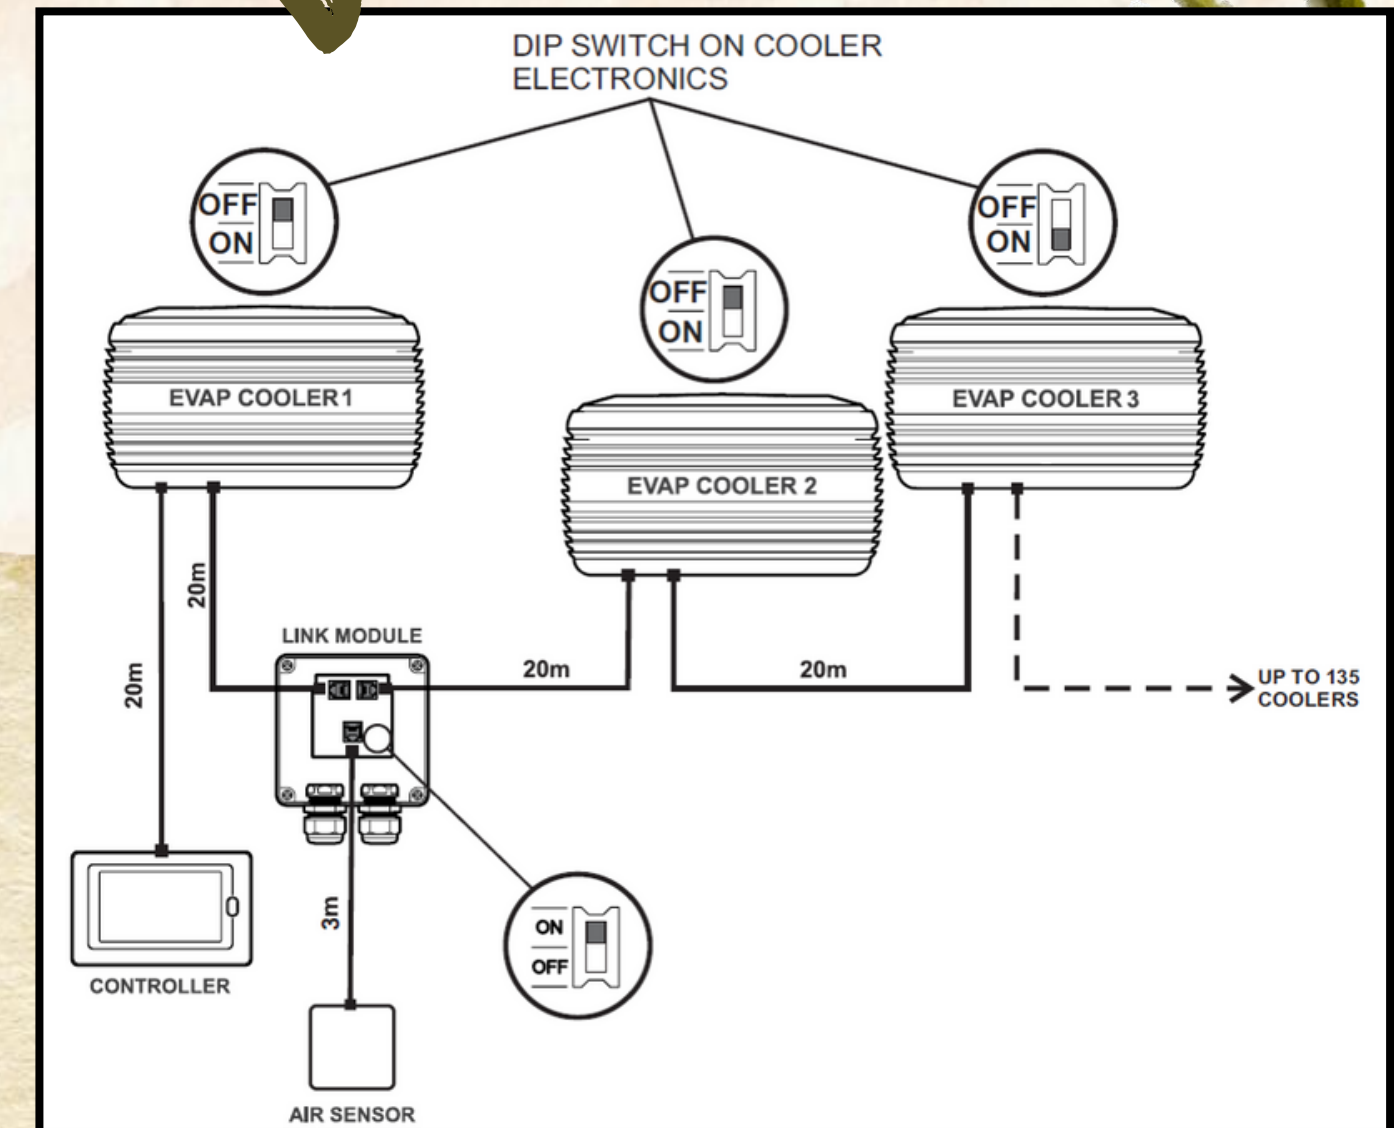 DIP SWITCH ON COOLER
ELECTRONICS
OFF
ON
OFF
ON
OFF
ON
EVAP COOLER 1
EVAP COOLER 2
EVAP COOLER 3
20m
20m
LINK MODULE
20m
20m
UP TO 135
COOLERS
3m
ON
OFF
CONTROLLER
AIR SENSOR